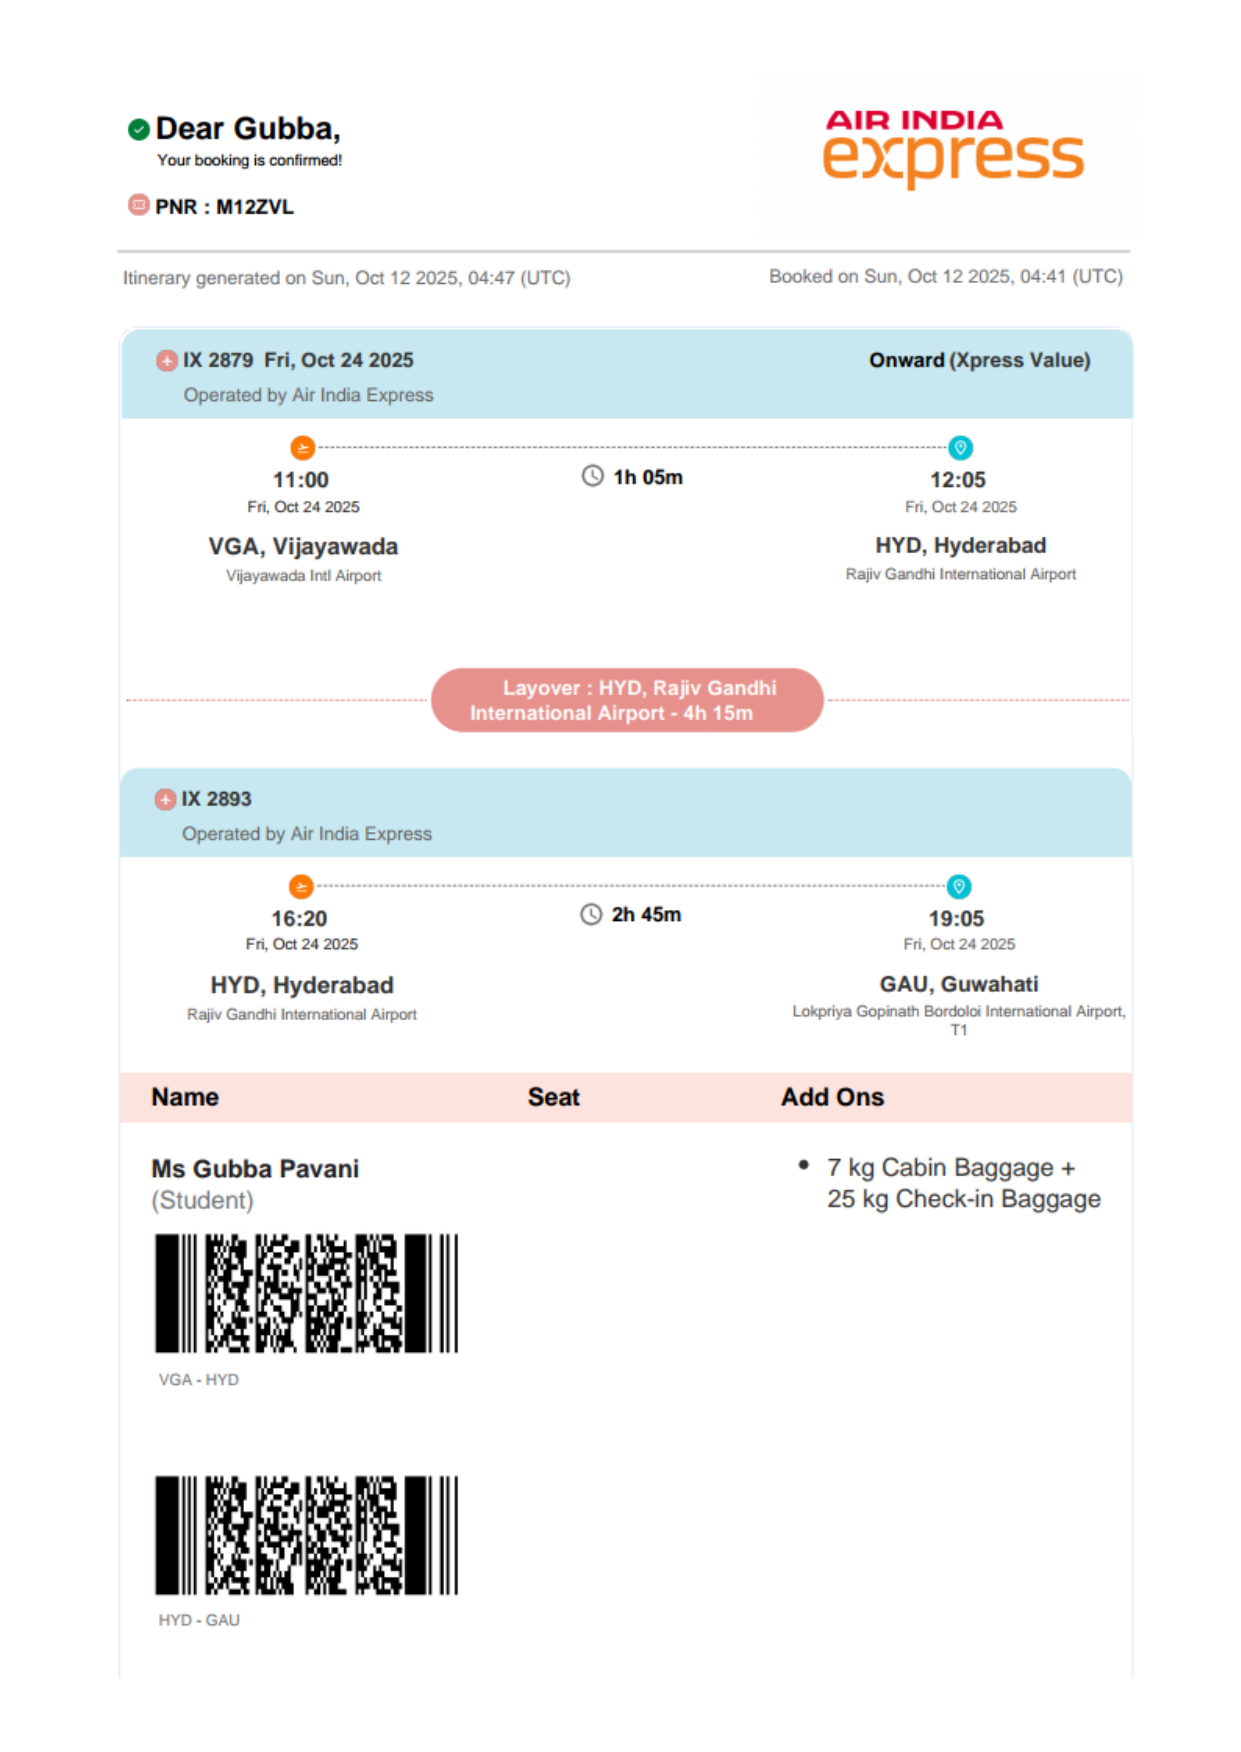 Dear Gubba,
Your booking is confirmed!
PNR : M12ZVL
AIR INDIA
express
Itinerary generated on Sun, Oct 12 2025, 04:47 (UTC)
Booked on Sun, Oct 12 2025, 04:41 (UTC)
IX 2879 Fri, Oct 24 2025
Onward (Xpress Value)
Operated by Air India Express
11:00
1h 05m
12:05
Fri, Oct 24 2025
Fri, Oct 24 2025
VGA, Vijayawada
HYD, Hyderabad
Vijayawada Intl Airport
Rajiv Gandhi International Airport
Layover : HYD, Rajiv Gandhi
International Airport - 4h 15m
IX 2893
Operated by Air India Express
16:20
2h 45m
19:05
Fri, Oct 24 2025
Fri, Oct 24 2025
HYD, Hyderabad
GAU, Guwahati
Rajiv Gandhi International Airport
Lokpriya Gopinath Bordoloi International Airport,
T1
Name
Seat
Add Ons
Ms Gubba Pavani
(Student)
• 7 kg Cabin Baggage +
25 kg Check-in Baggage
VGA - HYD
HYD - GAU